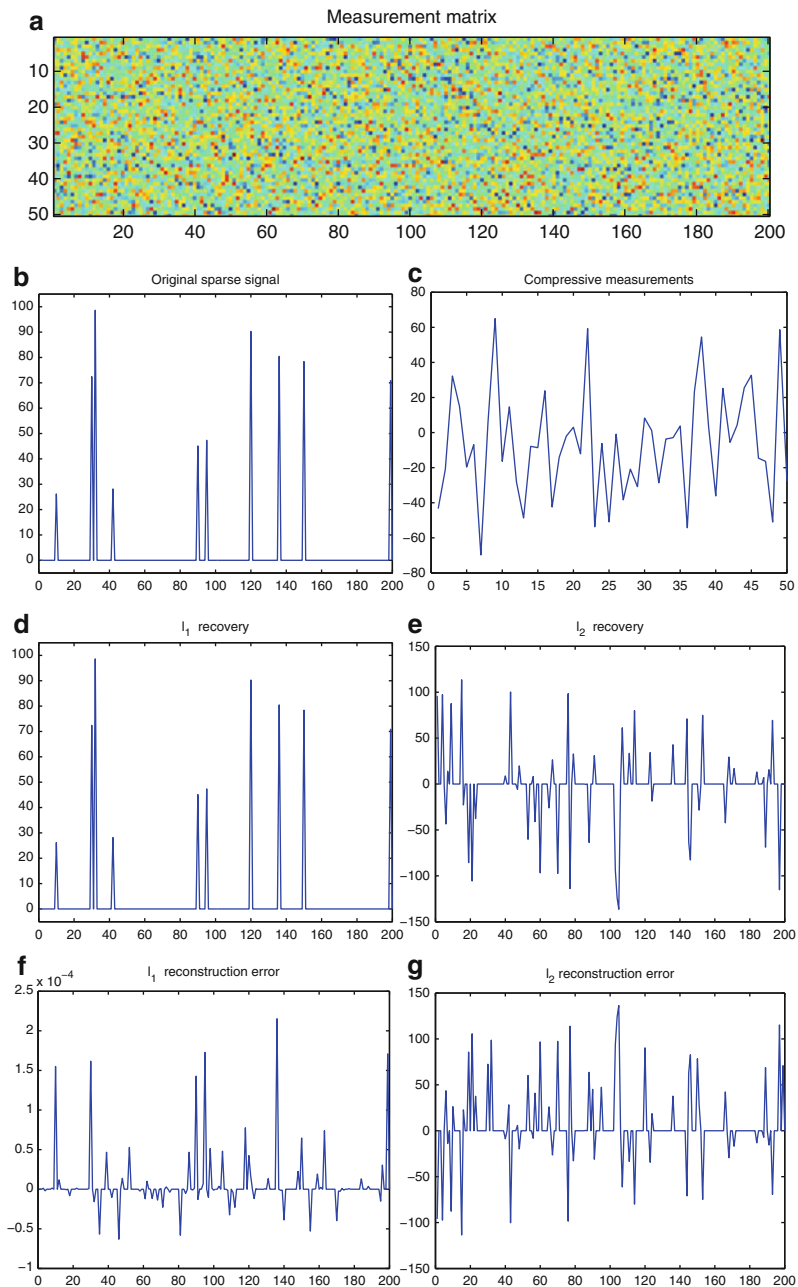 a
Measurement matrix
10
20
30
40
50
20 40 60 80 100 120 140 160 180 200
b
Original sparse signal
100
90
80
70
60
50
40
30
20
10
0
0 20 40 60 80 100 120 140 160 180 200
c
Compressive measurements
80
60
40
20
0
−20
−40
−60
−80
0 5 10 15 20 25 30 35 40 45 50
d
l1 recovery
100
90
80
70
60
50
40
30
20
10
0
0 20 40 60 80 100 120 140 160 180 200
e
l2 recovery
150
100
50
0
−50
−100
−150
0 20 40 60 80 100 120 140 160 180 200
f
l1 reconstruction error
x 10−4
2.5
2
1.5
1
0.5
0
−0.5
−1
0 20 40 60 80 100 120 140 160 180 200
g
l2 reconstruction error
150
100
50
0
−50
−100
−150
0 20 40 60 80 100 120 140 160 180 200